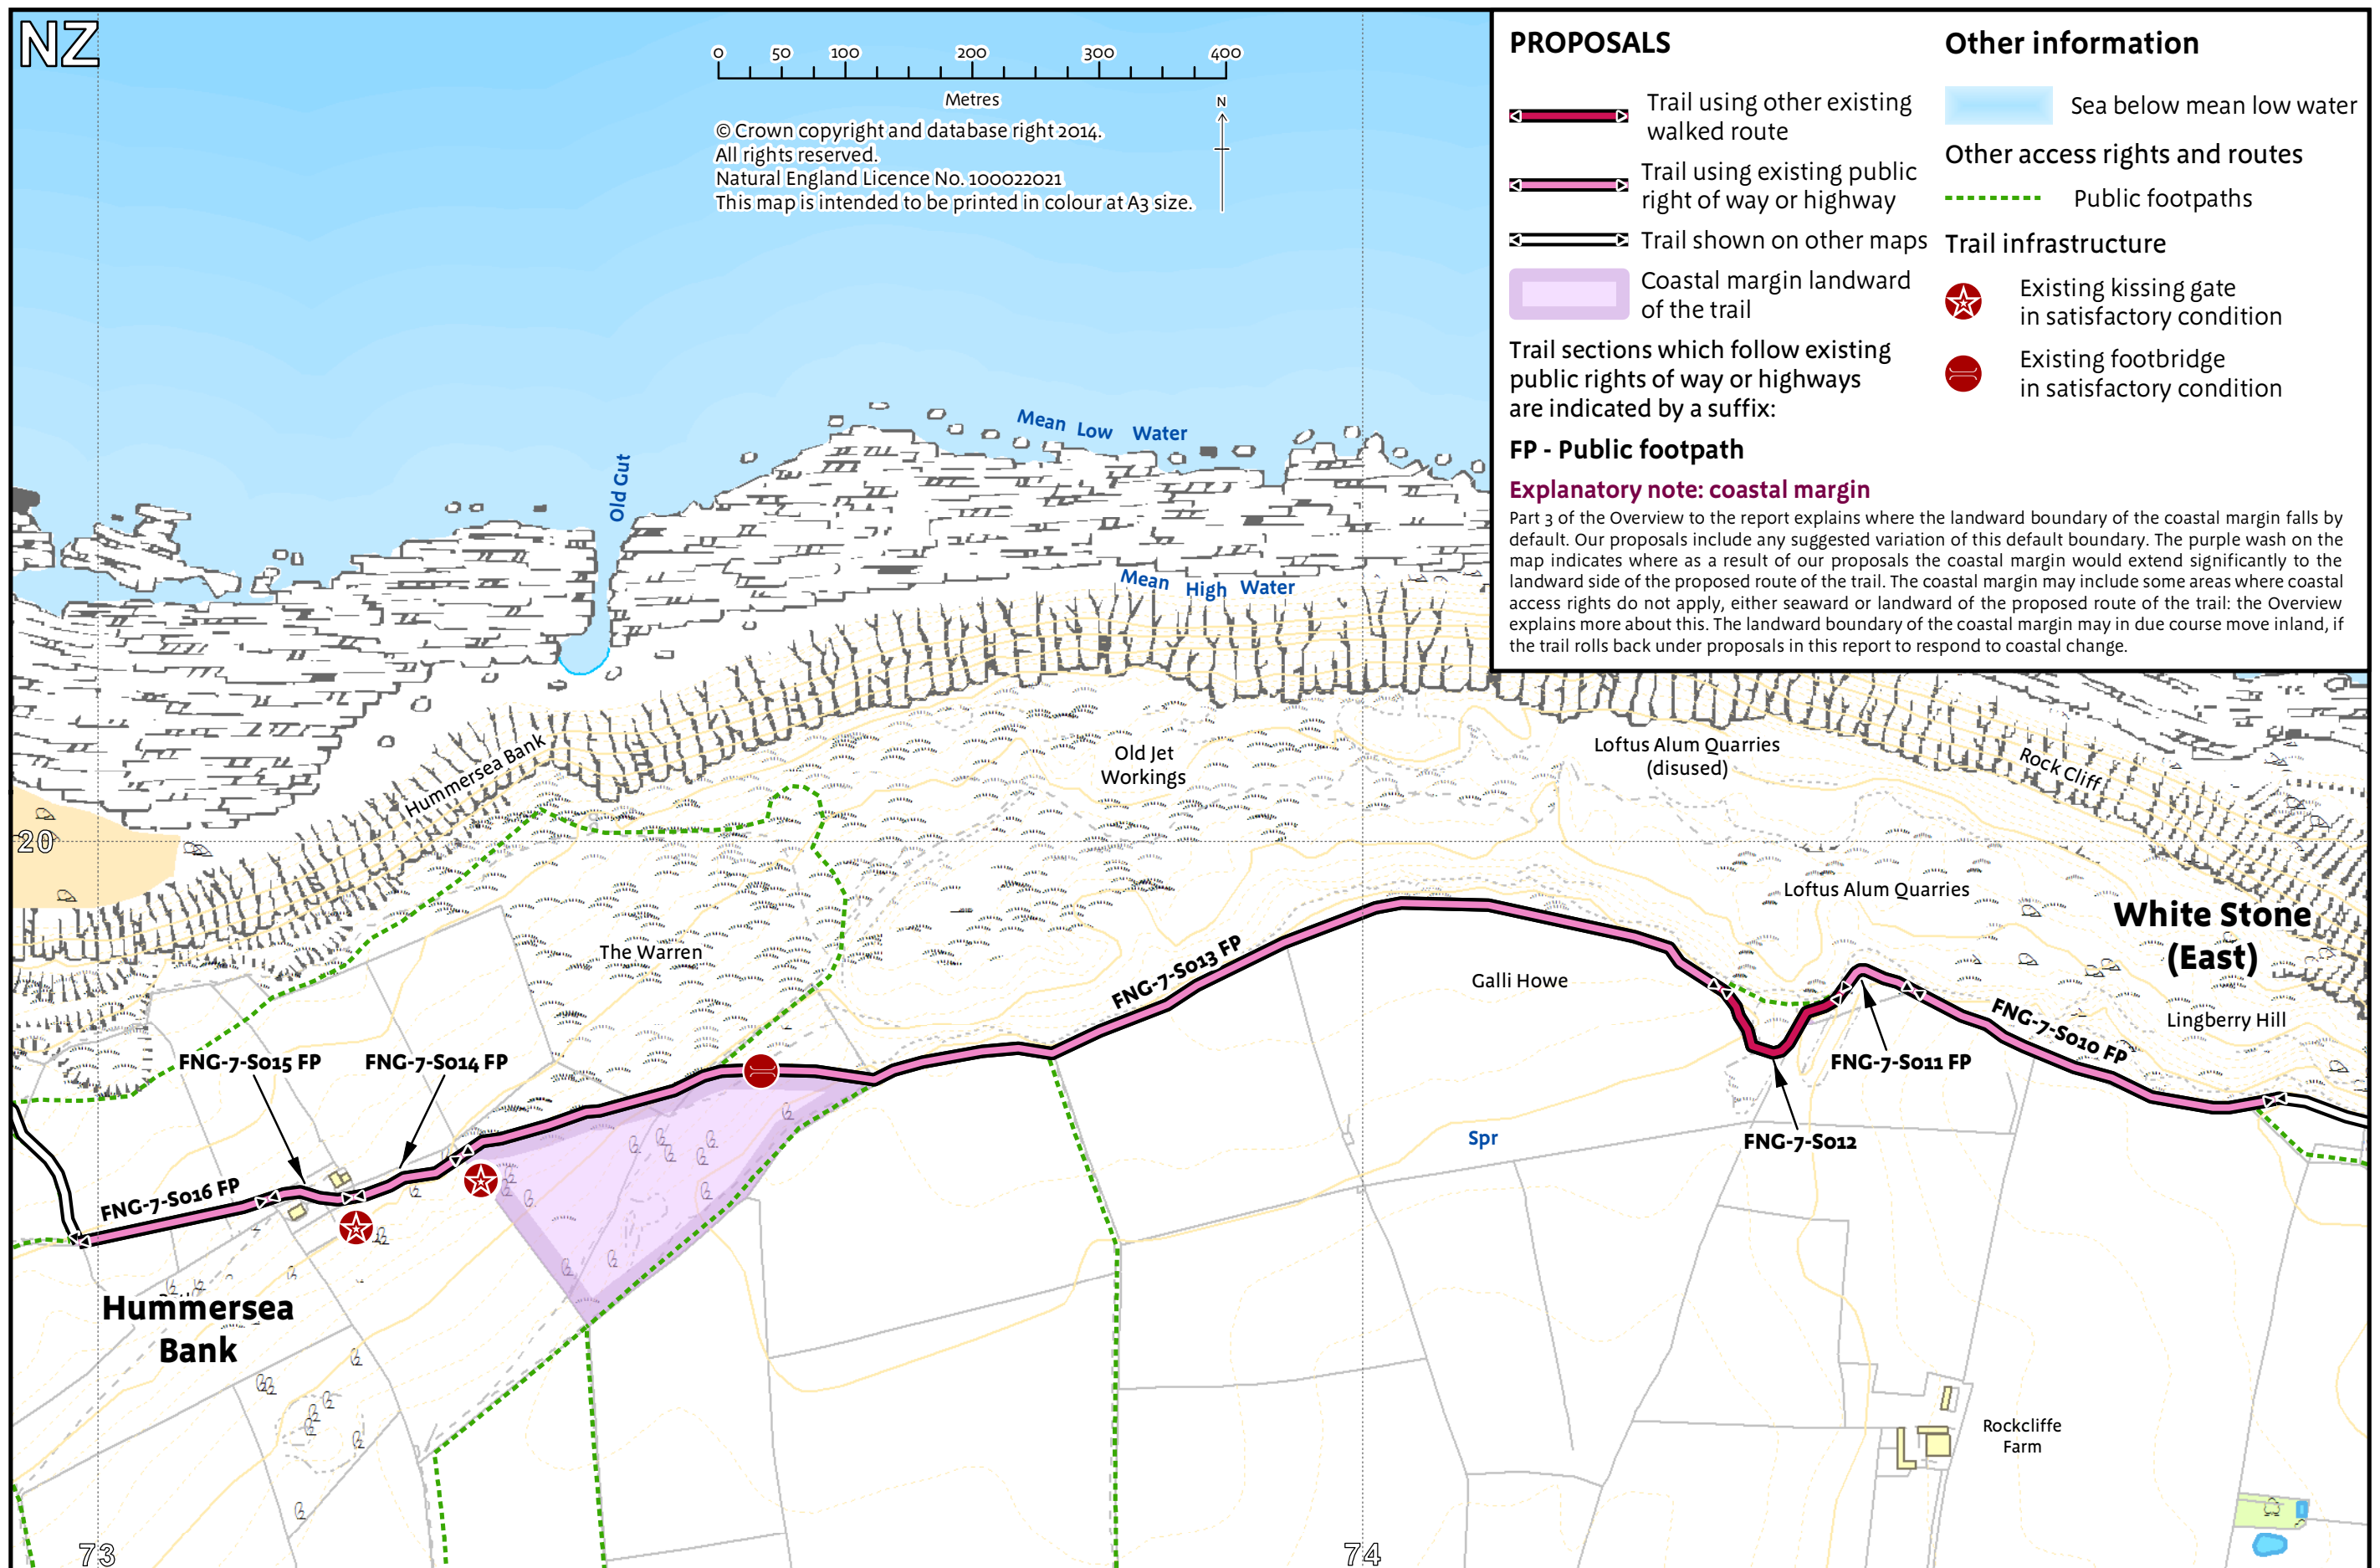 NZ
0 50 100 200 300 400
Metres
N
© Crown copyright and database right 2014.
All rights reserved.
Natural England Licence No. 100022021
This map is intended to be printed in colour at A3 size.
PROPOSALS
Trail using other existing
walked route
Trail using existing public
right of way or highway
Trail shown on other maps
Coastal margin landward
of the trail
Trail sections which follow existing
public rights of way or highways
are indicated by a suffix:
FP - Public footpath
Other information
Sea below mean low water
Other access rights and routes
Public footpaths
Trail infrastructure
Existing kissing gate
in satisfactory condition
Existing footbridge
in satisfactory condition
Explanatory note: coastal margin
Part 3 of the Overview to the report explains where the landward boundary of the coastal margin falls by
default. Our proposals include any suggested variation of this default boundary. The purple wash on the
map indicates where as a result of our proposals the coastal margin would extend significantly to the
landward side of the proposed route of the trail. The coastal margin may include some areas where coastal
access rights do not apply, either seaward or landward of the proposed route of the trail: the Overview
explains more about this. The landward boundary of the coastal margin may in due course move inland, if
the trail rolls back under proposals in this report to respond to coastal change.
Mean Low Water
Old Gut
Mean High Water
Hummersea Bank
Old Jet
Workings
Loftus Alum Quarries
(disused)
Rock Cliff
20
Loftus Alum Quarries
White Stone
(East)
The Warren
FNG-7-S013 FP
Galli Howe
FNG-7-S010 FP
Lingberry Hill
FNG-7-S015 FP
FNG-7-S014 FP
FNG-7-S011 FP
Spr
FNG-7-S012
FNG-7-S016 FP
Hummersea
Bank
Rockcliffe
Farm
73
74